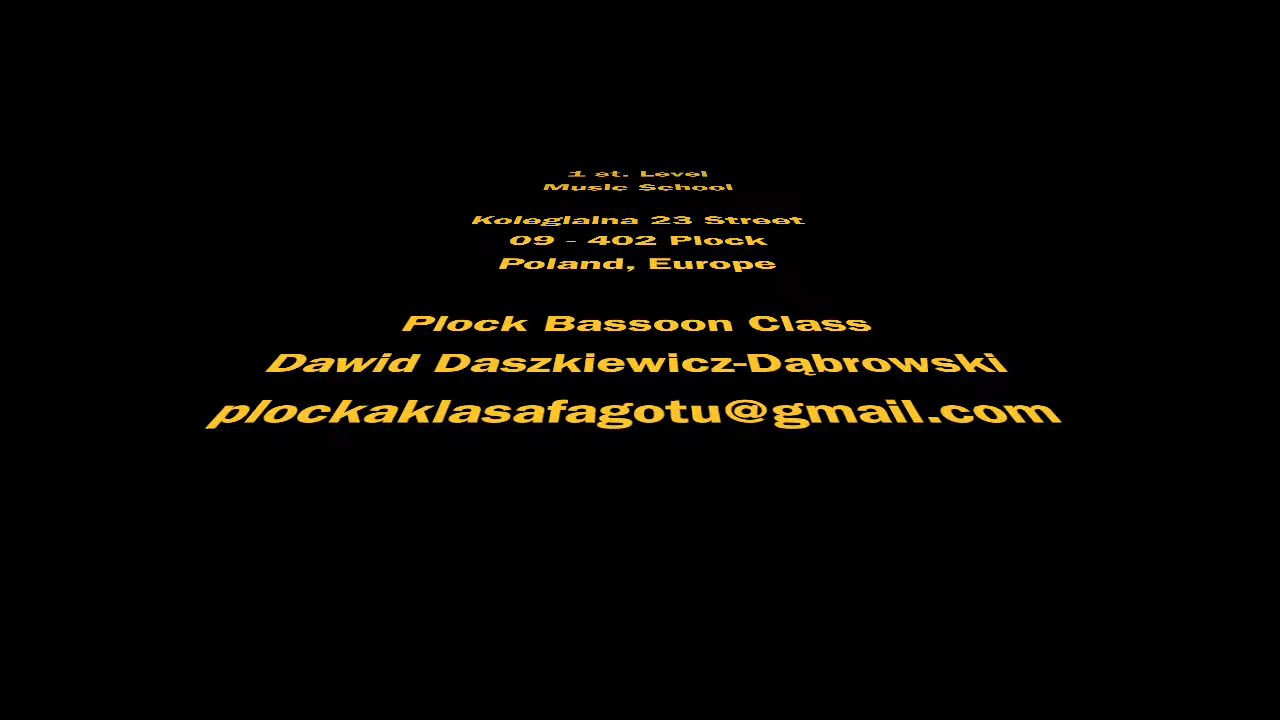 1 st. Level
Music School
Kolegialna 23 Street
09 - 402 Plock
Poland, Europe
Plock Bassoon Class
Dawid Daszkiewicz-Dąbrowski
plockaklasafagotu@gmail.com